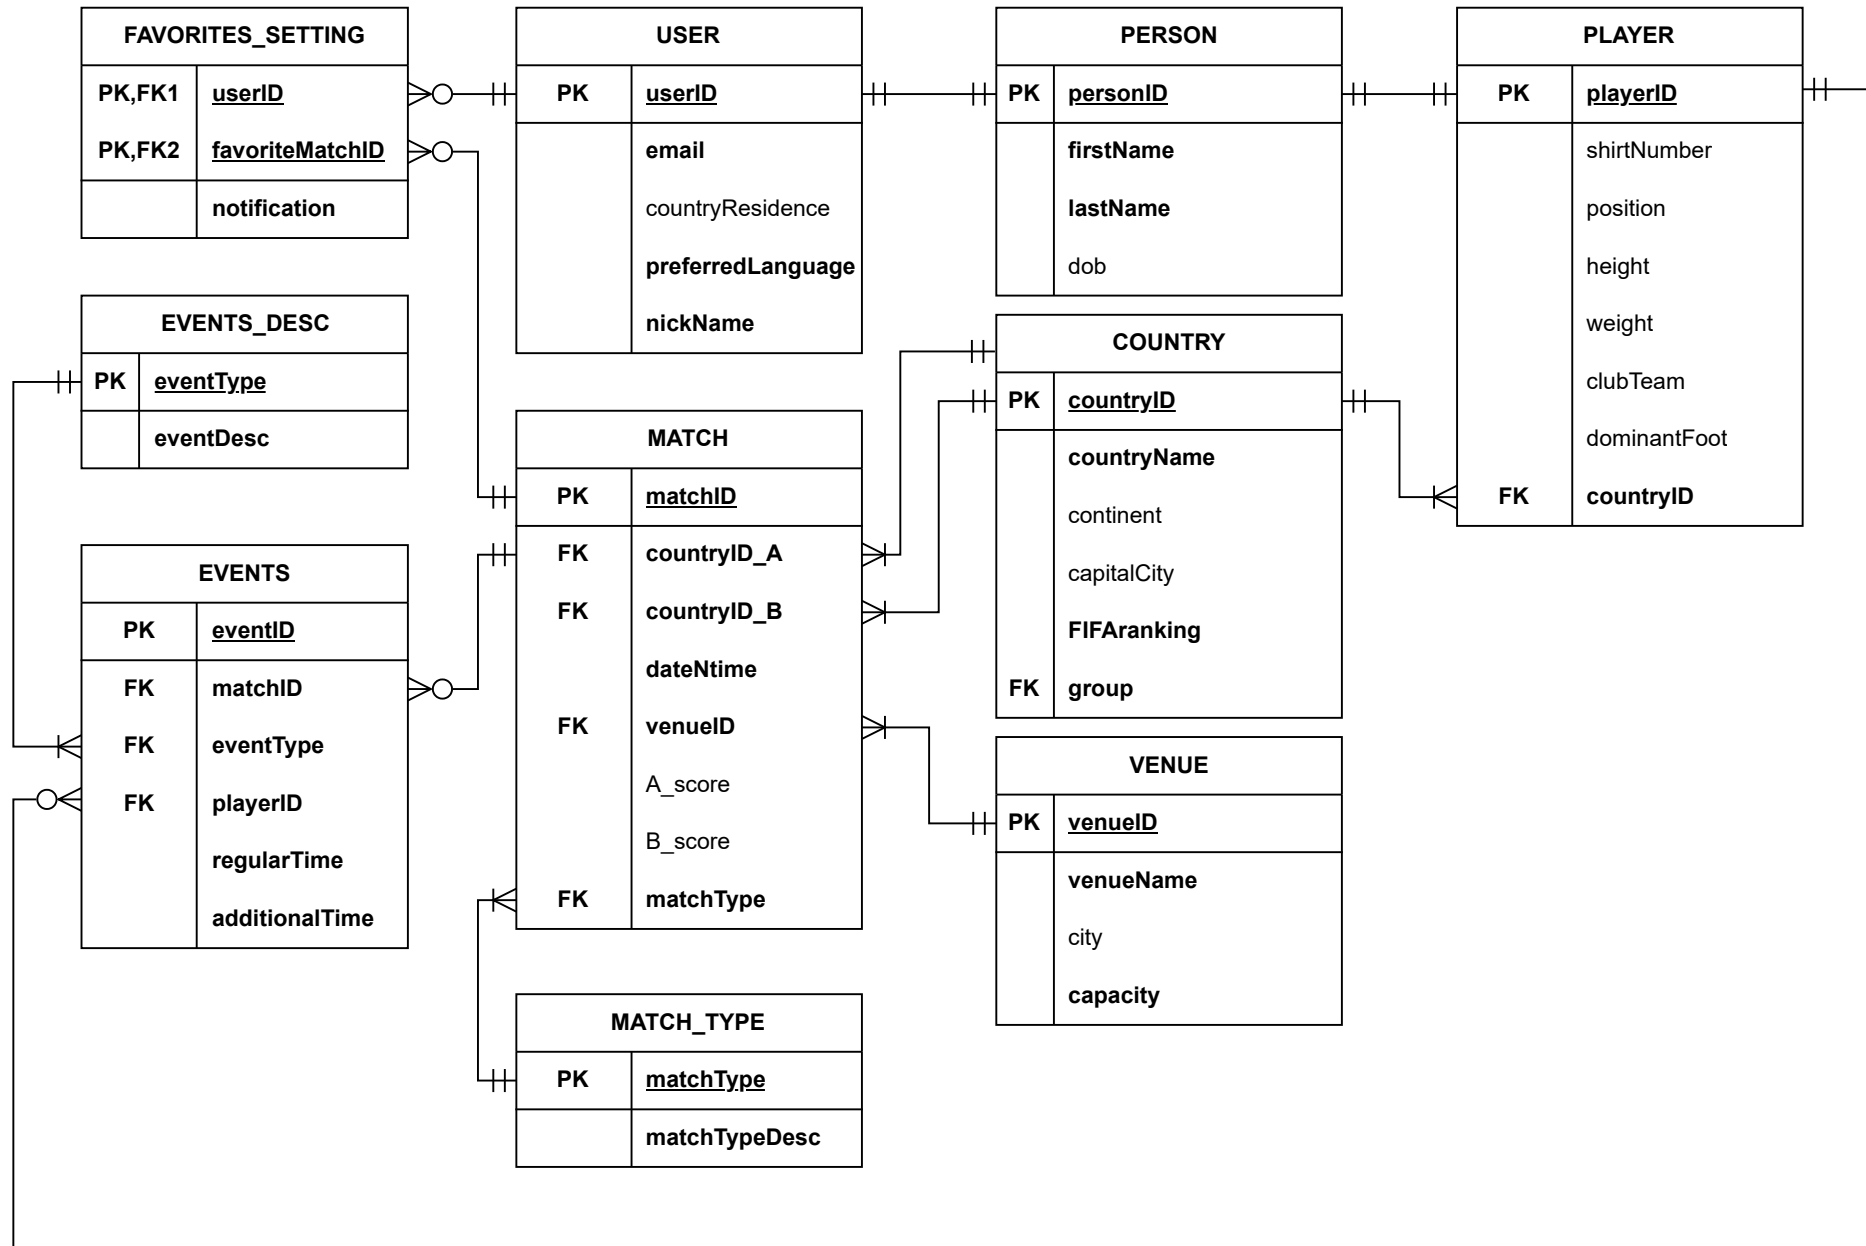 FAVORITES_SETTING
PK,FK1 userID
PK,FK2 favoriteMatchID
notification
USER
PK userID
email
countryResidence
preferredLanguage
nickName
PERSON
PK personID
firstName
lastName
dob
PLAYER
PK playerID
shirtNumber
position
height
weight
clubTeam
dominantFoot
FK countryID
EVENTS_DESC
PK eventType
eventDesc
MATCH
PK matchID
FK countryID_A
FK countryID_B
dateNtime
FK venueID
A_score
B_score
FK matchType
COUNTRY
PK countryID
countryName
continent
capitalCity
FIFAranking
FK group
EVENTS
PK eventID
FK matchID
FK eventType
FK playerID
regularTime
additionalTime
VENUE
PK venueID
venueName
city
capacity
MATCH_TYPE
PK matchType
matchTypeDesc